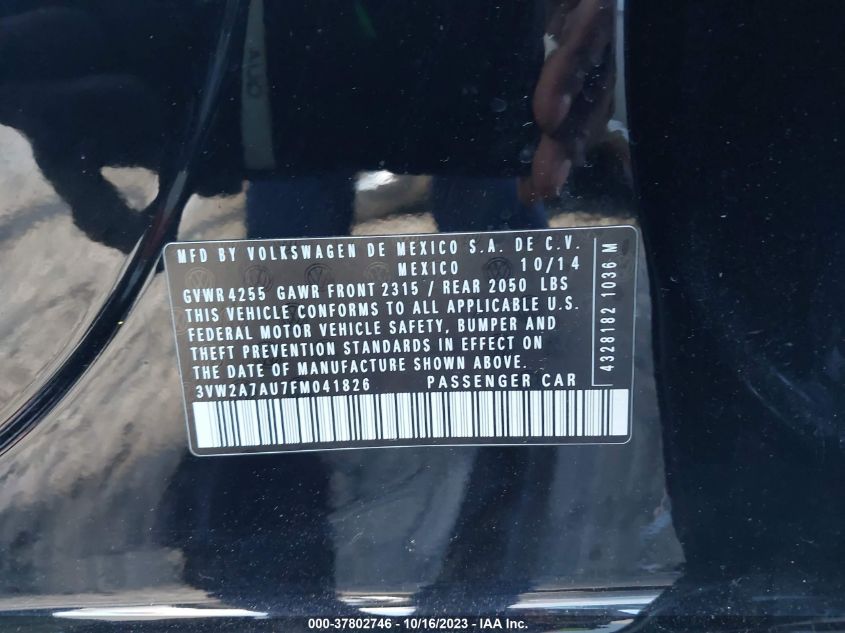 MFD BY VOLKSWAGEN DE MEXICO S.A. DE C.V.
MEXICO 10/14
GVWR 4255 GAWR FRONT 2315 / REAR 2050 LBS
THIS VEHICLE CONFORMS TO ALL APPLICABLE U.S.
FEDERAL MOTOR VEHICLE SAFETY, BUMPER AND
THEFT PREVENTION STANDARDS IN EFFECT ON
THE DATE OF MANUFACTURE SHOWN ABOVE.
3VW2A7AU7FM041826 PASSENGER CAR
4328182 1036 M
000-37802746 - 10/16/2023 - IAA Inc.